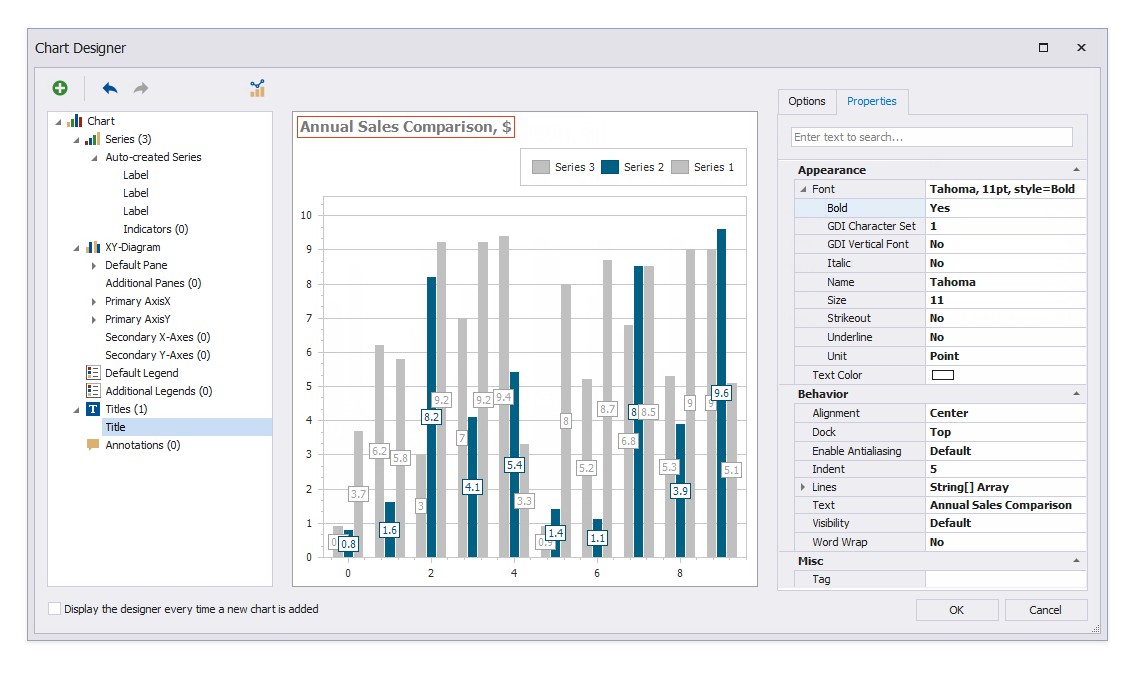 Chart Designer
Options
Properties
Enter text to search...
Chart
Series (3)
Auto-created Series
Label
Label
Label
Indicators (0)
XY-Diagram
Default Pane
Additional Panes (0)
Primary AxisX
Primary AxisY
Secondary X-Axes (0)
Secondary Y-Axes (0)
Default Legend
Additional Legends (0)
T Titles (1)
Title
Annotations (0)
Annual Sales Comparison, $
Series 3 Series 2 Series 1
10
9
8
7
6
5
4
3
2
1
0
0.8
3.7
6.2
1.6
5.8
3
8.2
9.2
7
4.1
9.2
9.4
5.4
3.3
0.9
1.4
8
5.2
1.1
8.7
6.8
8.5
5.3
3.9
9
9
9.6
5.1
0 2 4 6 8
Appearance
Font Tahoma, 11pt, style=Bold
Bold Yes
GDI Character Set 1
GDI Vertical Font No
Italic No
Name Tahoma
Size 11
Strikeout No
Underline No
Unit Point
Text Color
Behavior
Alignment Center
Dock Top
Enable Antialiasing Default
Indent 5
Lines String[] Array
Text Annual Sales Comparison
Visibility Default
Word Wrap No
Misc
Tag
Display the designer every time a new chart is added
OK
Cancel